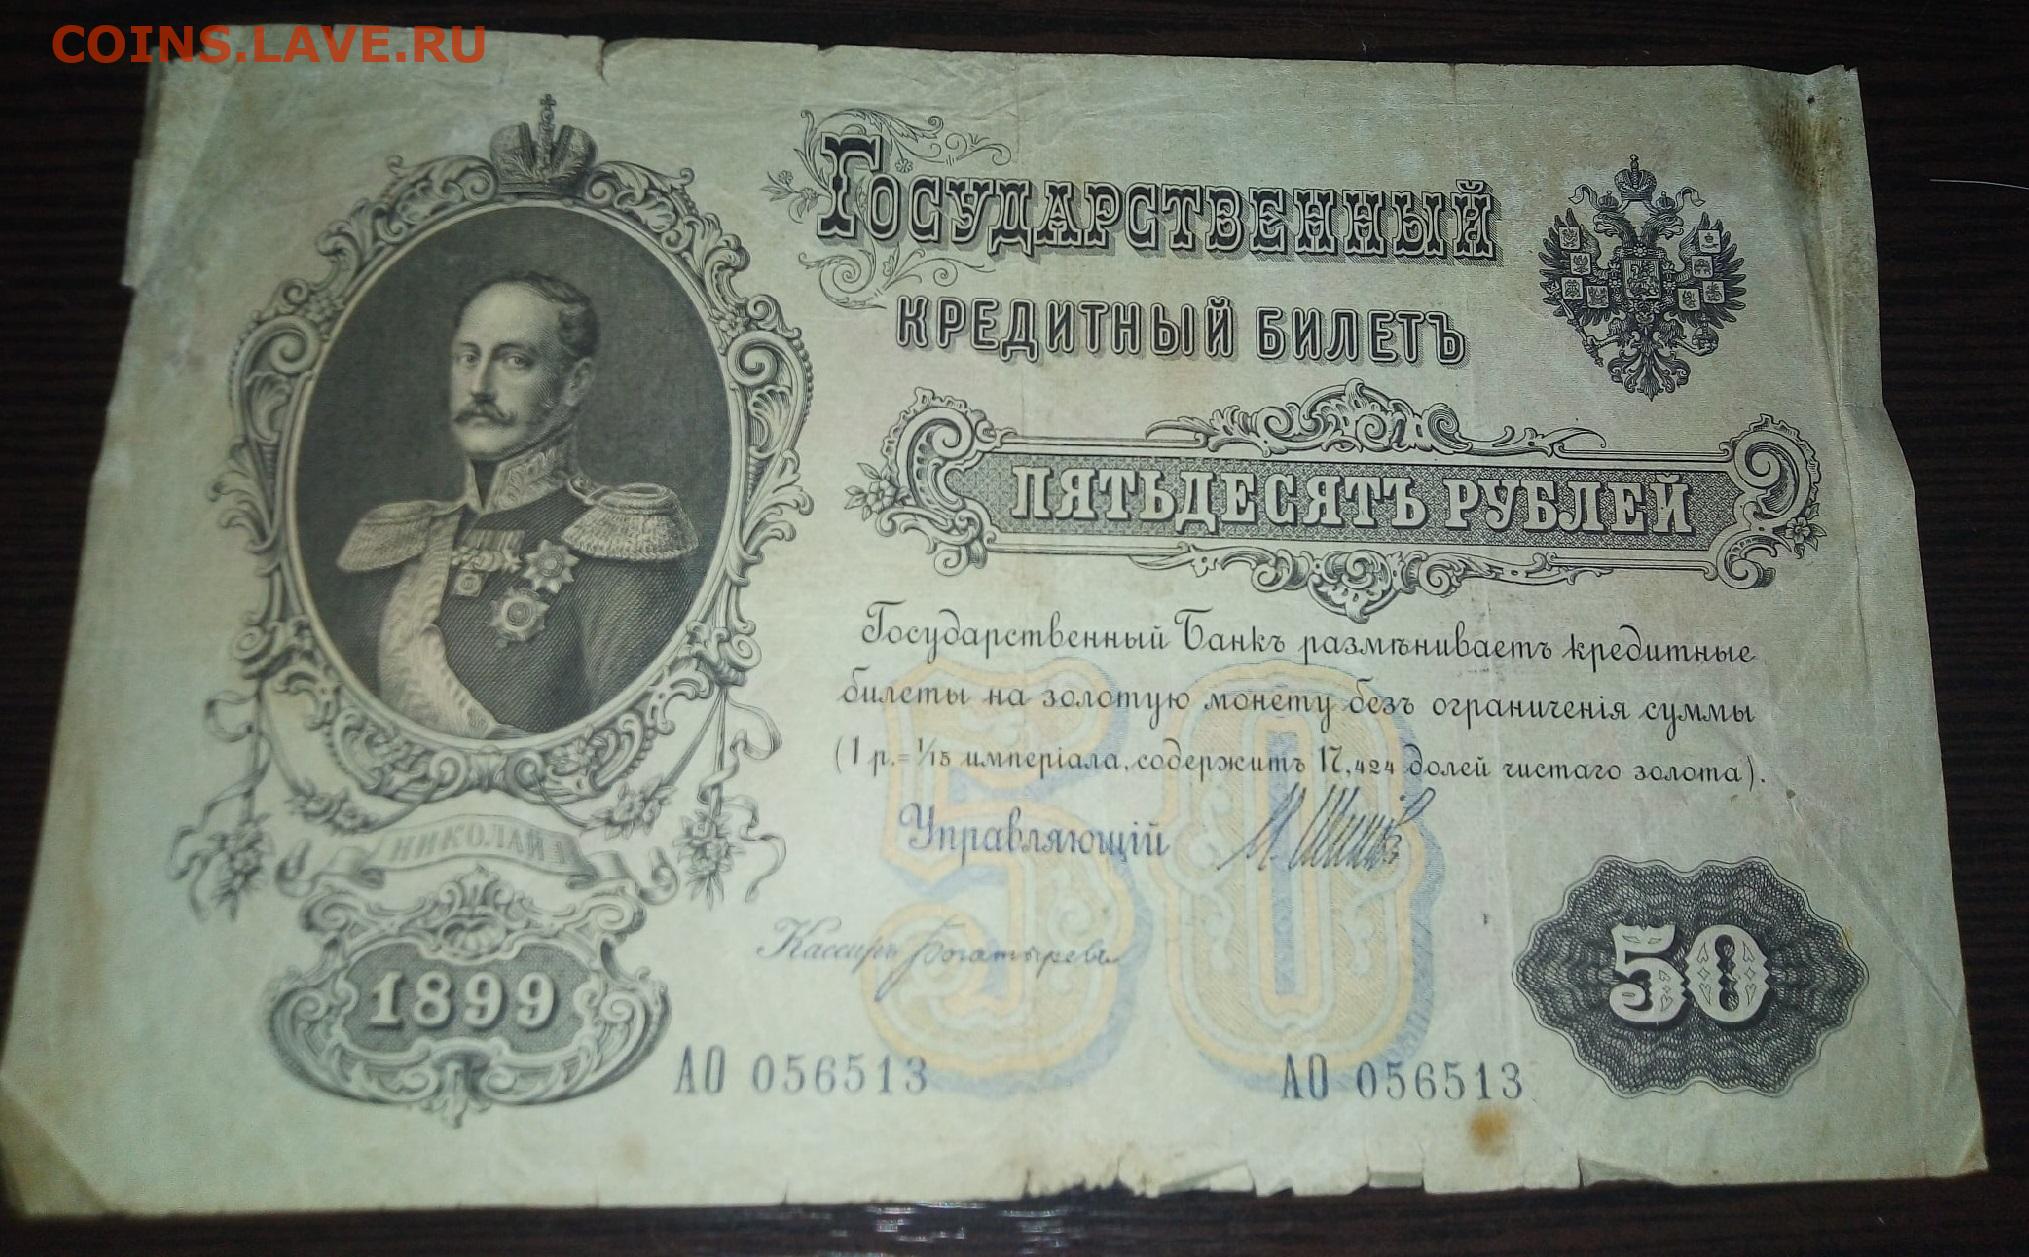 COINS.LAVE.RU
Государственный
кредитный билетъ
пятьдесятъ рублей
Государственный Банкъ размѣниваетъ кредитные
билеты на золотую монету безъ ограниченія суммы
(1 р.= 1/15 имперіала, содержитъ 17,424 долей чистаго золота).
Управляющій И. Шипов
Кассиръ Богатыревъ
НИКОЛАЙ I
1899
50
50
АО 056513
АО 056513